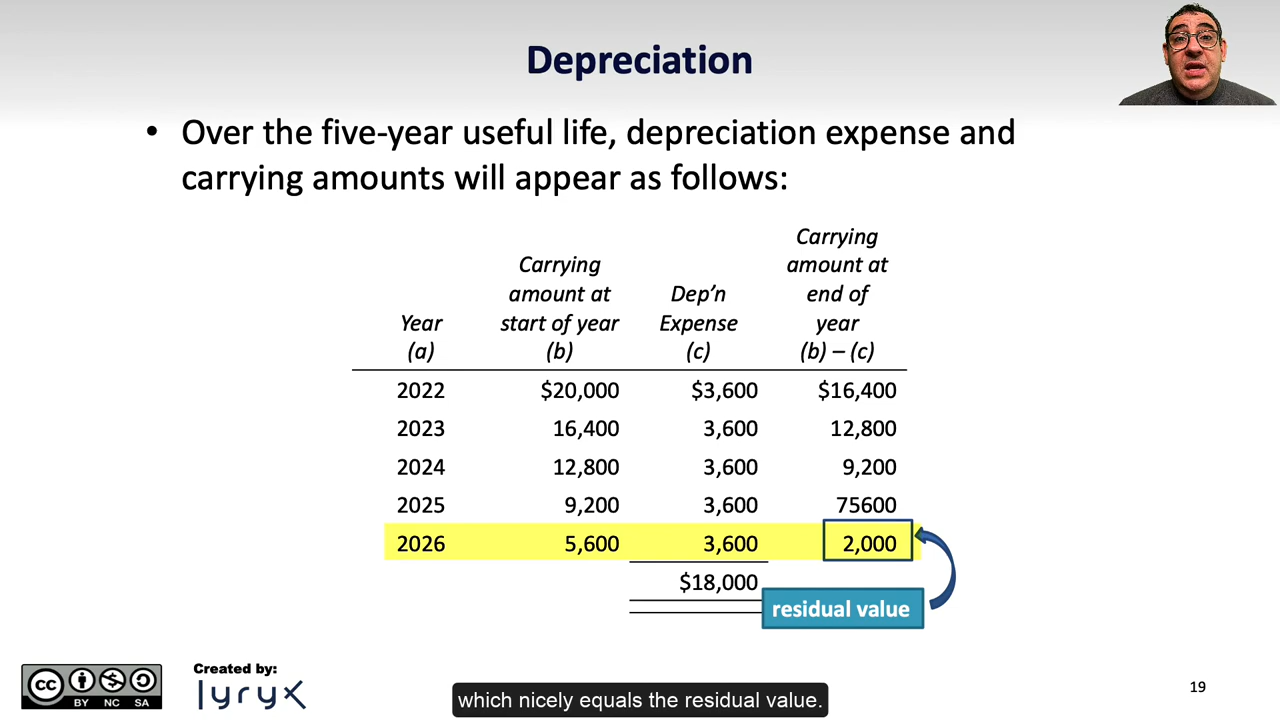 Depreciation
• Over the five-year useful life, depreciation expense and
carrying amounts will appear as follows:
Year
(a)
Carrying
amount at
start of year
(b)
Dep’n
Expense
(c)
Carrying
amount at
end of
year
(b) – (c)
2022 $20,000 $3,600 $16,400
2023 16,400 3,600 12,800
2024 12,800 3,600 9,200
2025 9,200 3,600 75600
2026 5,600 3,600 2,000
$18,000
residual value
cc BY NC SA
Created by:
lyryx
which nicely equals the residual value.
19